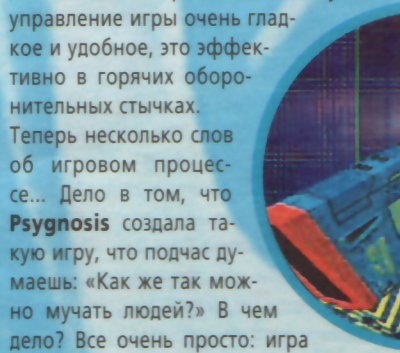 управление игры очень глад-
кое и удобное, это эффек-
тивно в горячих оборо-
нительных стычках.
Теперь несколько слов
об игровом процес-
се... Дело в том, что
Psygnosis создала та-
кую игру, что подчас ду-
маешь: «Как же так мож-
но мучать людей?» В чем
дело? Все очень просто: игра